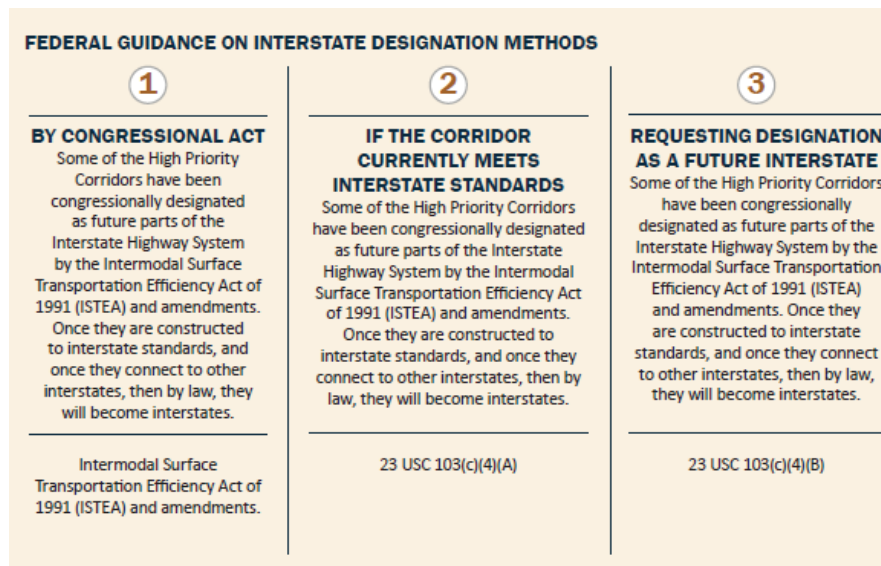 FEDERAL GUIDANCE ON INTERSTATE DESIGNATION METHODS
1
BY CONGRESSIONAL ACT
Some of the High Priority
Corridors have been
congressionally designated
as future parts of the
Interstate Highway System
by the Intermodal Surface
Transportation Efficiency Act of
1991 (ISTEA) and amendments.
Once they are constructed
to interstate standards, and
once they connect to other
interstates, then by law, they
will become interstates.
Intermodal Surface
Transportation Efficiency Act of
1991 (ISTEA) and amendments.
2
IF THE CORRIDOR
CURRENTLY MEETS
INTERSTATE STANDARDS
Some of the High Priority Corridors
have been congressionally designated
as future parts of the Interstate
Highway System by the Intermodal
Surface Transportation Efficiency Act
of 1991 (ISTEA) and amendments.
Once they are constructed to
interstate standards, and once they
connect to other interstates, then by
law, they will become interstates.
23 USC 103(c)(4)(A)
3
REQUESTING DESIGNATION
AS A FUTURE INTERSTATE
Some of the High Priority Corridors
have been congressionally
designated as future parts of the
Interstate Highway System by the
Intermodal Surface Transportation
Efficiency Act of 1991 (ISTEA)
and amendments. Once they
are constructed to interstate
standards, and once they connect
to other interstates, then by law,
they will become interstates.
23 USC 103(c)(4)(B)